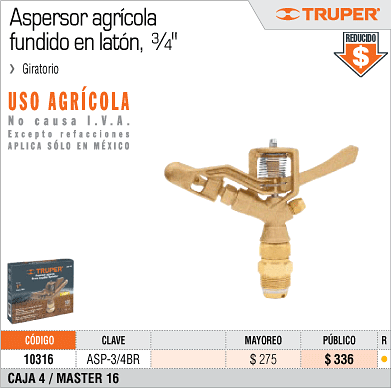 Aspersor agrícola
fundido en latón, 3/4"
TRUPER
REDUCIDO
$
› Giratorio
USO AGRÍCOLA
No causa I.V.A.
Excepto refacciones
APLICA SÓLO EN MÉXICO
TRUPER
CÓDIGO CLAVE MAYOREO PÚBLICO R
10316 ASP-3/4BR $ 275 $ 336
CAJA 4 / MASTER 16